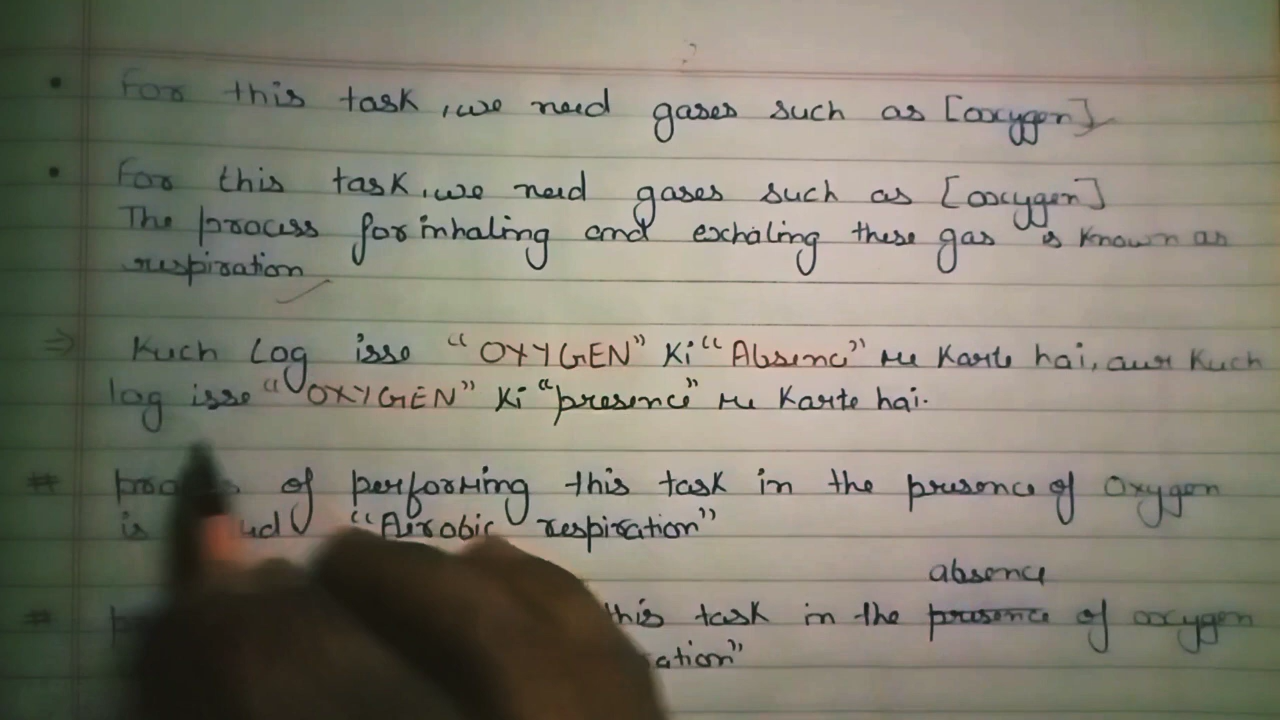 • For this task, we need gases such as [oxygen]
• For this task, we need gases such as [oxygen]
The process for inhaling and exhaling these gas is known as
respiration
⇒ Kuch Log isse "OXYGEN" Ki "Absence" me Karte hai, aur Kuch
log isse "OXYGEN" Ki "presence" me Karte hai.
# of performing this task in the presence of Oxygen
is "Airobic respiration"
absence
# this task in the presence of oxygen